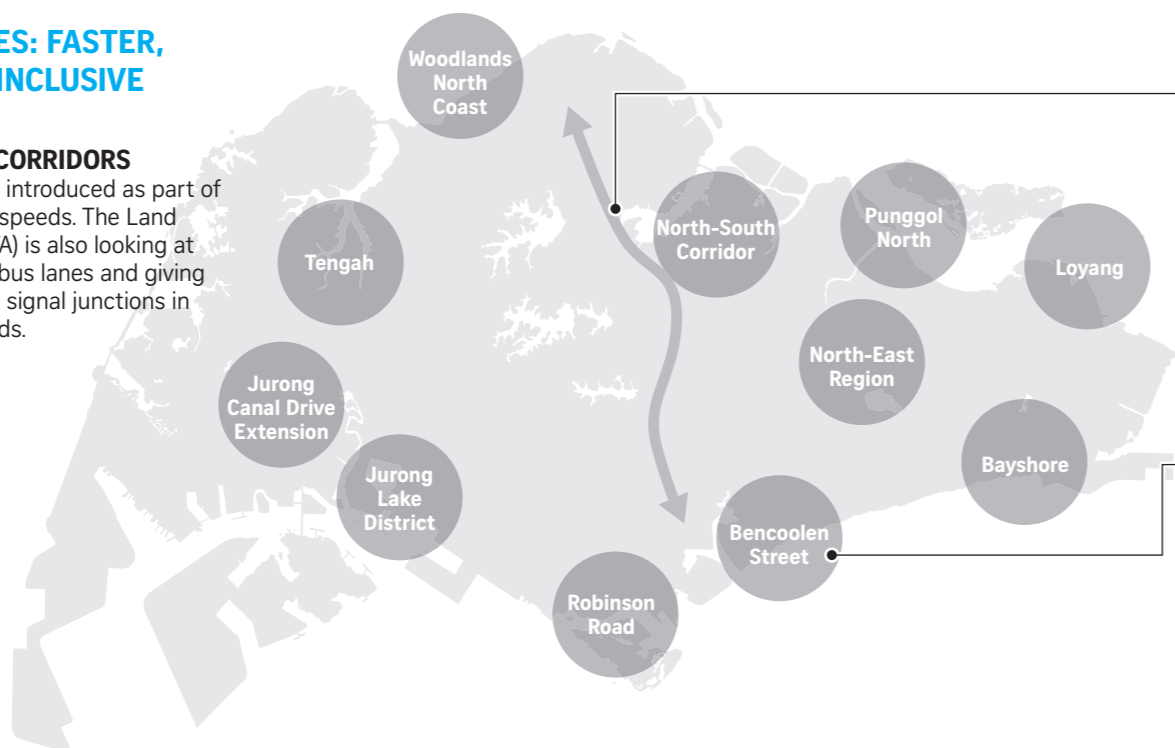 ES: FASTER,
INCLUSIVE
CORRIDORS
introduced as part of
speeds. The Land
A) is also looking at
bus lanes and giving
signal junctions in
ds.
Woodlands
North
Coast
Tengah
North-South
Corridor
Punggol
North
Loyang
North-East
Region
Jurong
Canal Drive
Extension
Jurong
Lake
District
Bayshore
Bencoolen
Street
Robinson
Road